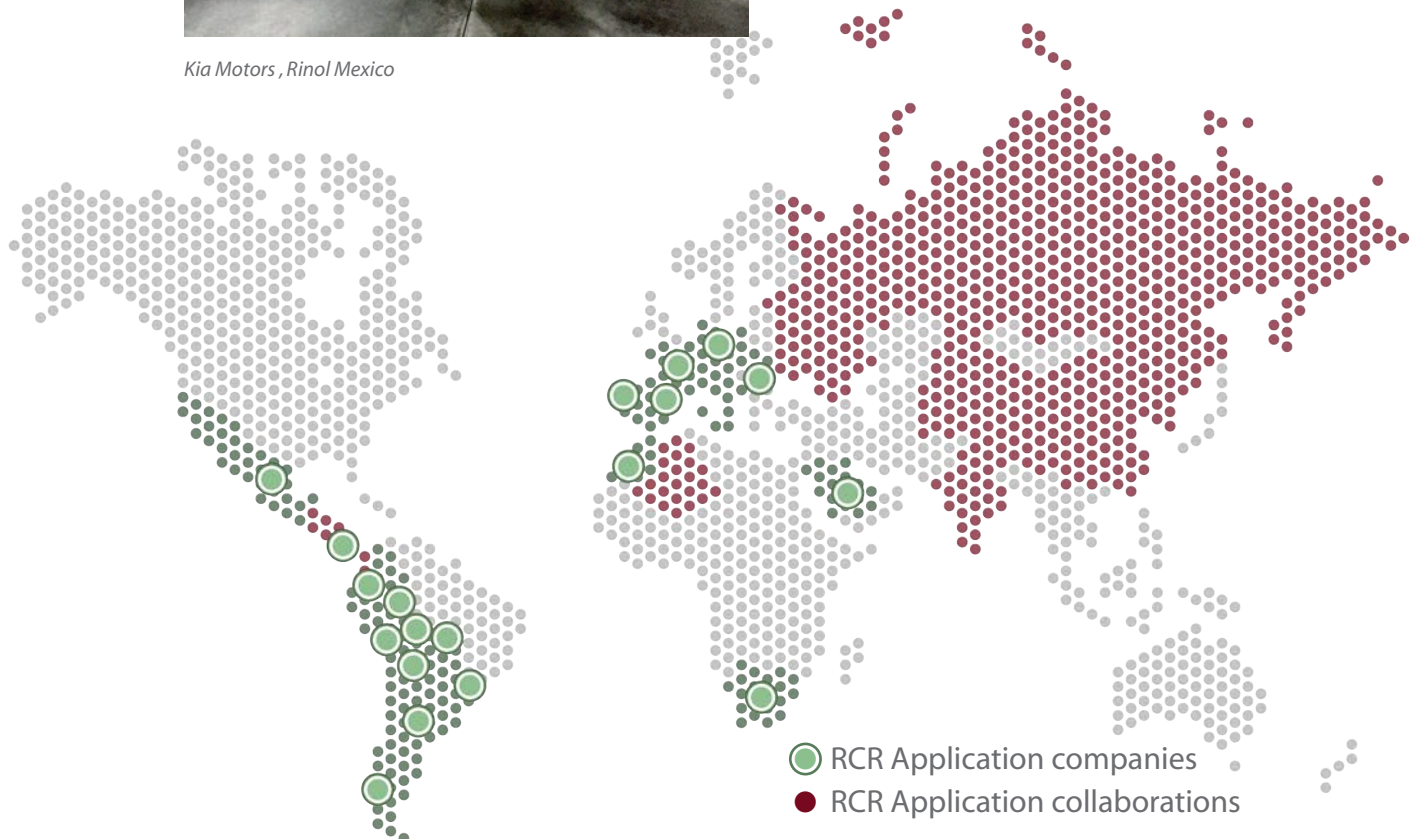 Kia Motors , Rinol Mexico
RCR Application companies
RCR Application collaborations